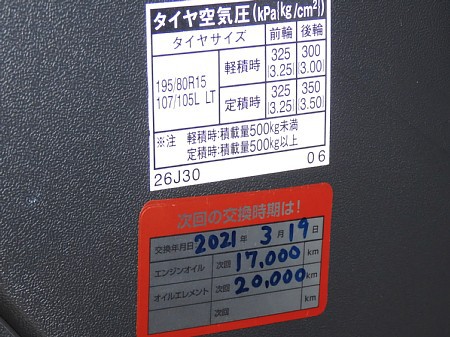 タイヤ空気圧(kPa{kg/cm²})
タイヤサイズ 前輪 後輪
195/80R15 107/105L LT
軽積時 325 {3.25} 300 {3.00}
定積時 325 {3.25} 350 {3.50}
※注 軽積時:積載量500kg未満
定積時:積載量500kg以上
26J30 06
次回の交換時期は!
交換年月日 2021年 3月19日
エンジンオイル 次回 17,000 km
オイルエレメント 次回 20,000 km
次回 km